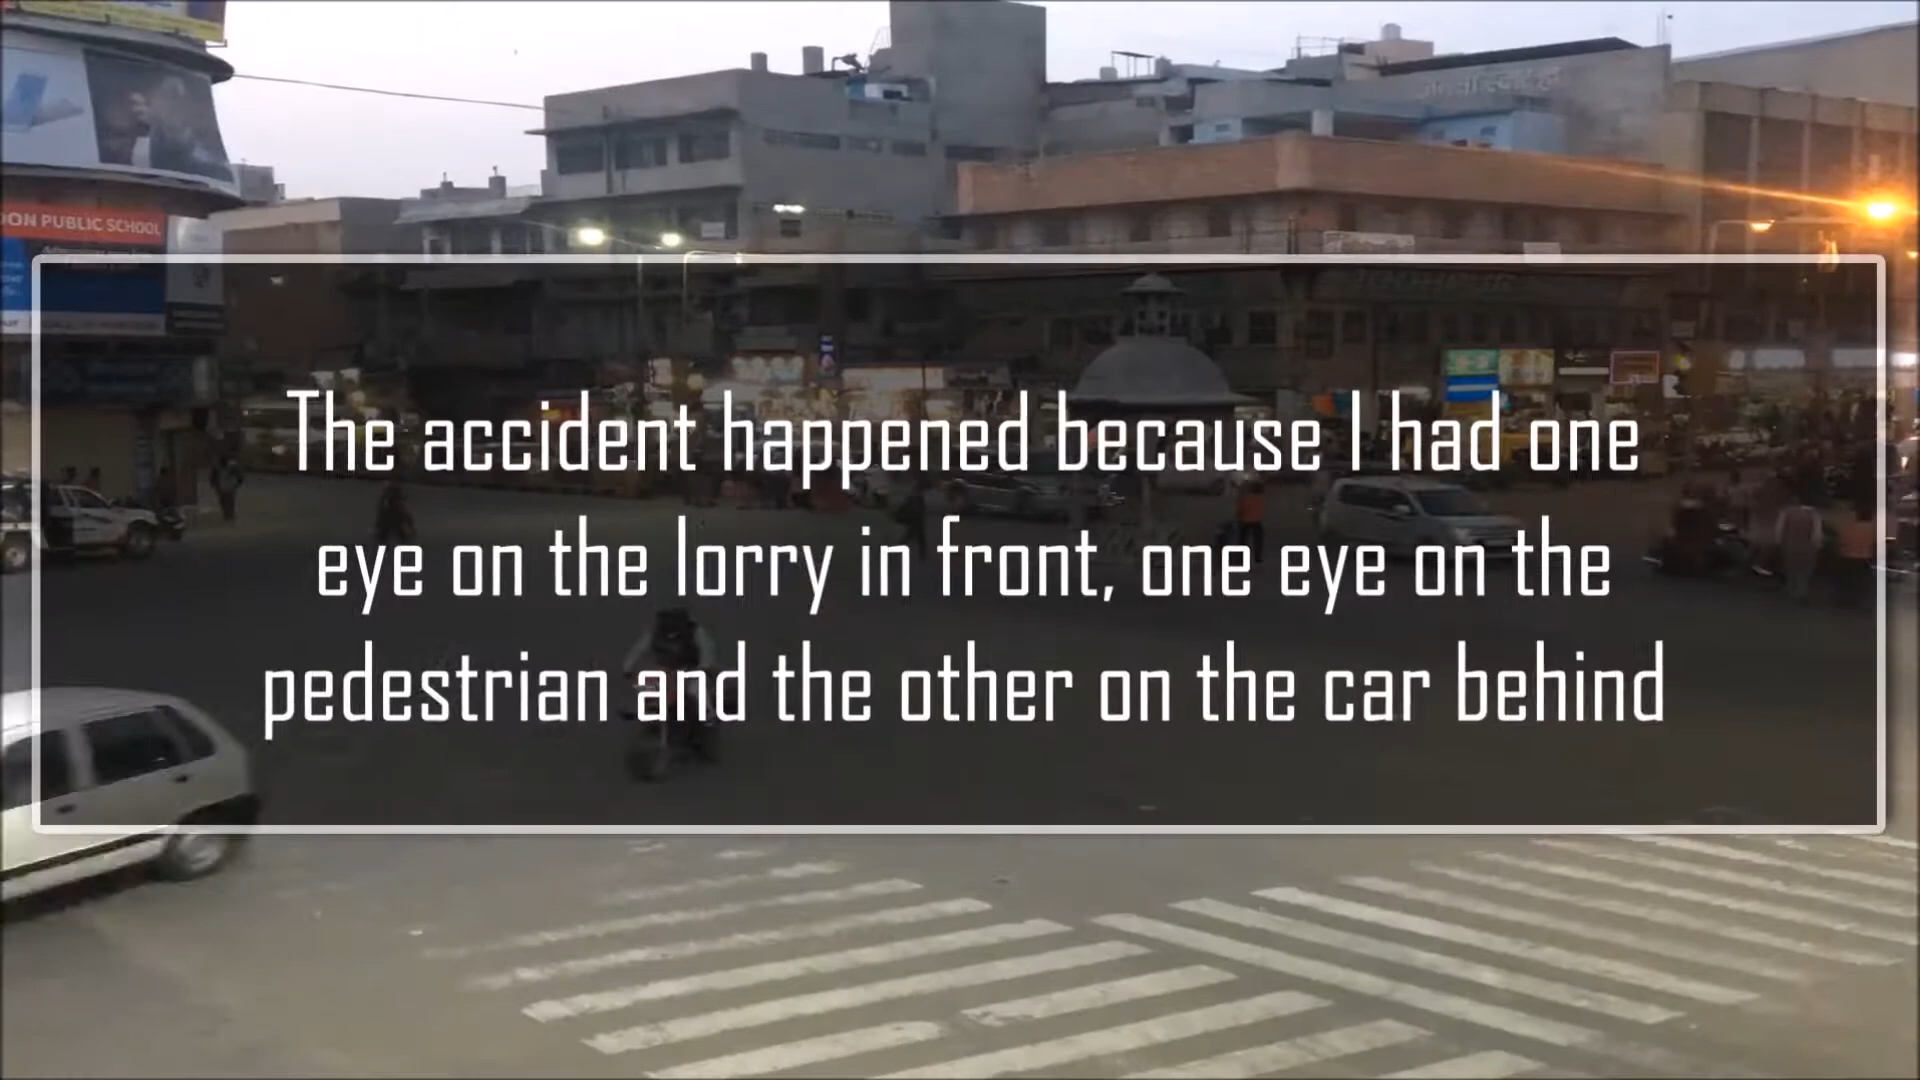 DON PUBLIC SCHOOL
The accident happened because I had one
eye on the lorry in front, one eye on the
pedestrian and the other on the car behind